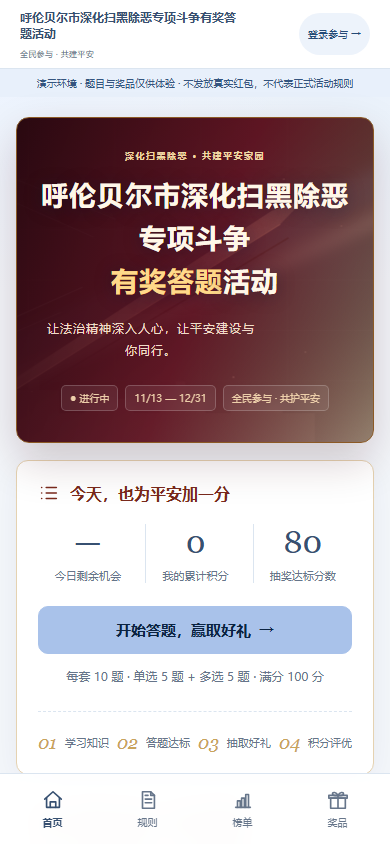 呼伦贝尔市深化扫黑除恶专项斗争有奖答
题活动
全民参与 · 共建平安
登录参与 →
演示环境 · 题目与奖品仅供体验 · 不发放真实红包，不代表正式活动规则
深化扫黑除恶 • 共建平安家园
呼伦贝尔市深化扫黑除恶
专项斗争
有奖答题活动
让法治精神深入人心，让平安建设与
你同行。
进行中
11/13 — 12/31
全民参与 · 共护平安
今天，也为平安加一分
— 0 80
今日剩余机会 我的累计积分 抽奖达标分数
开始答题，赢取好礼 →
每套 10 题 · 单选 5 题 + 多选 5 题 · 满分 100 分
01 学习知识 02 答题达标 03 抽取好礼 04 积分评优
首页 规则 榜单 奖品